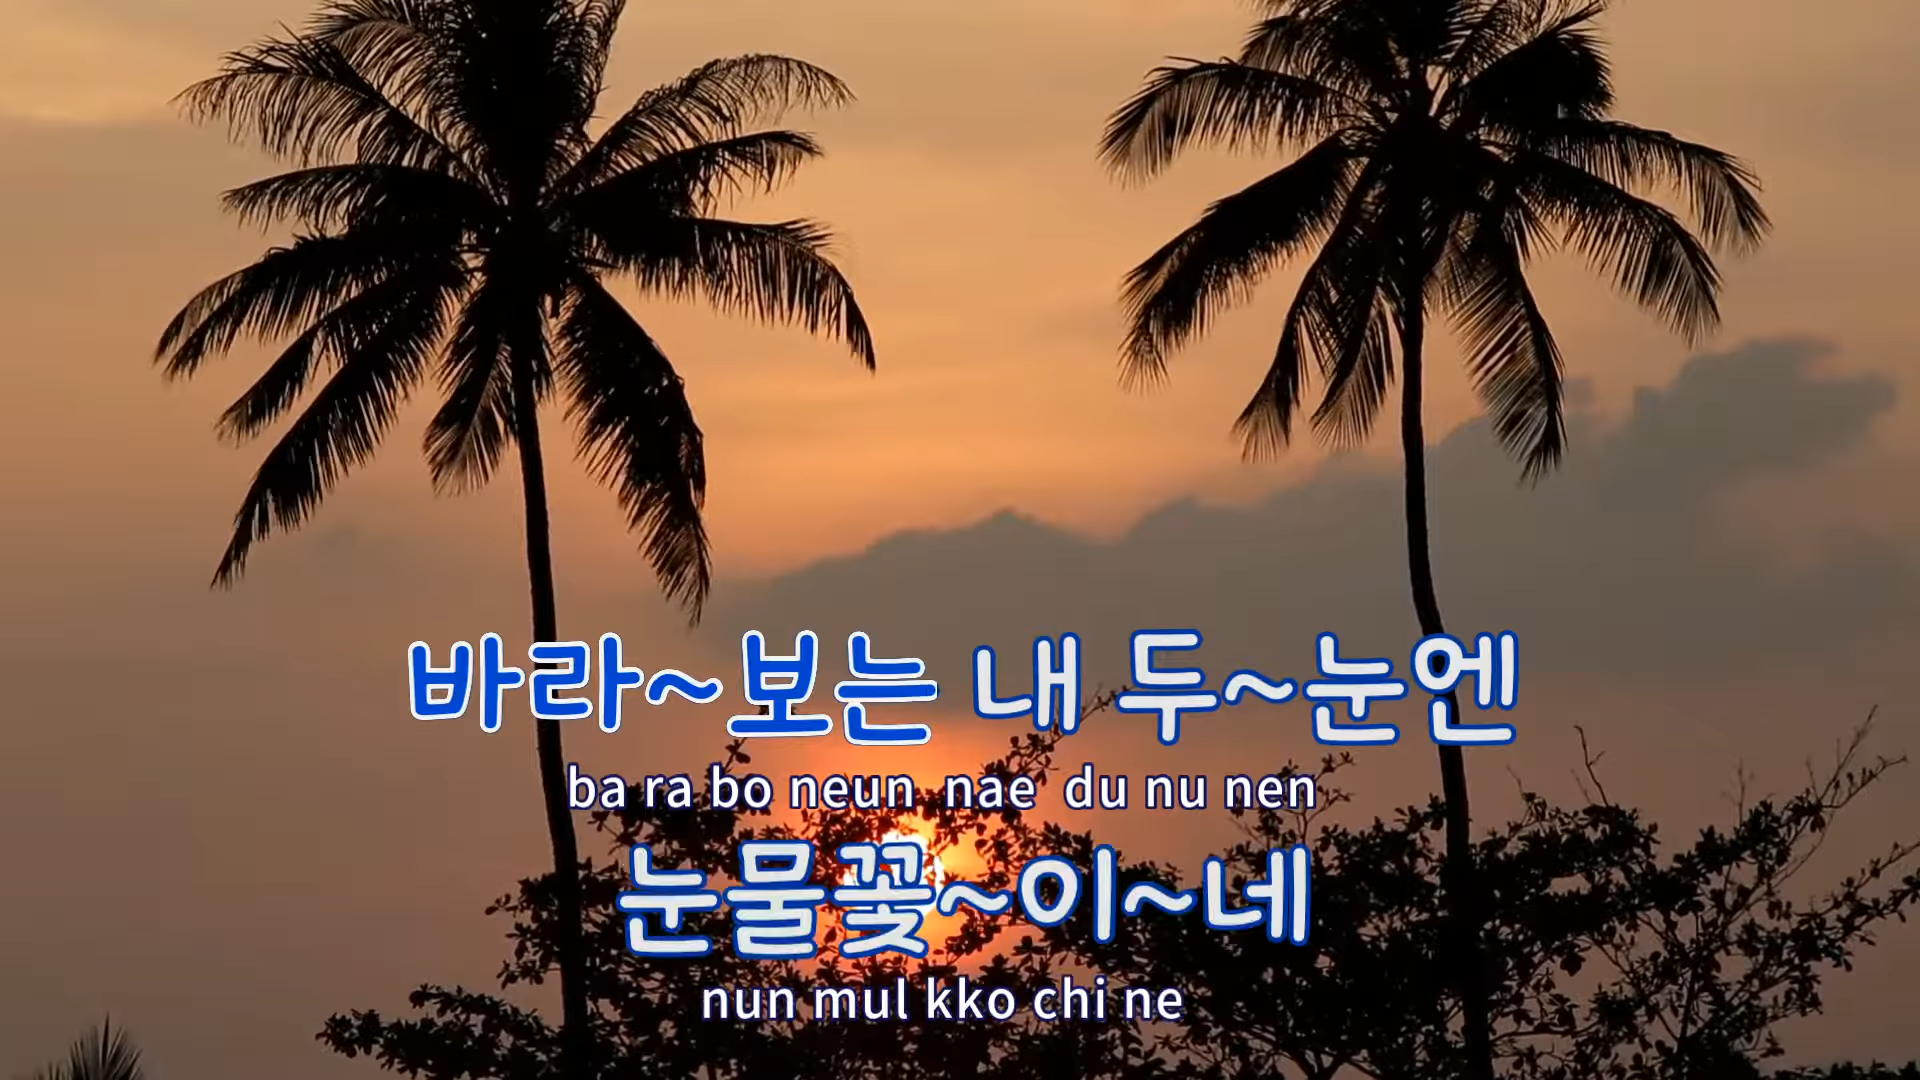 바라~보는 내 두~눈엔
ba ra bo neun nae du nu nen
눈물꽃~이~네
nun mul kko chi ne